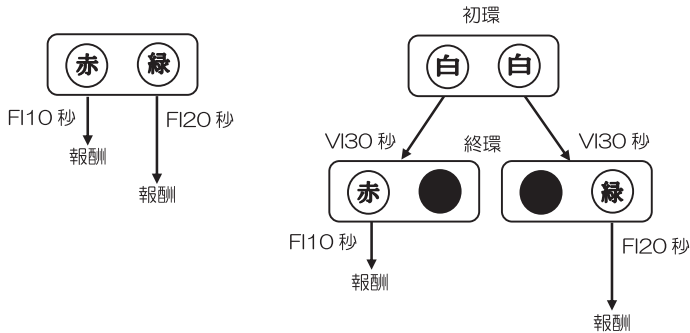 赤 緑
FI10 秒
FI20 秒
報酬
報酬
初環
白 白
VI30 秒
終環
VI30 秒
赤
緑
FI10 秒
FI20 秒
報酬
報酬